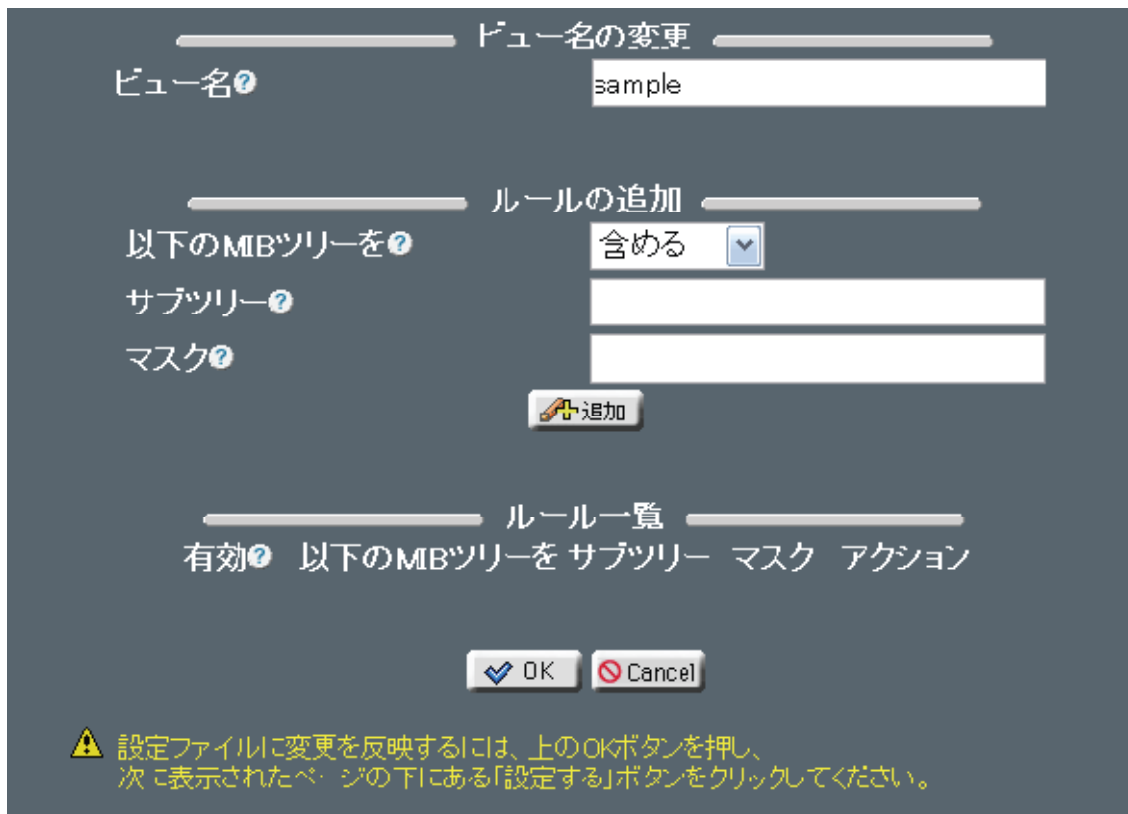 ビュー名の変更
ビュー名 sample
ルールの追加
以下のMIBツリーを 含める
サブツリー
マスク
追加
ルール一覧
有効 以下のMIBツリーを サブツリー マスク アクション
OK Cancel
設定ファイルに変更を反映するには、上のOKボタンを押し、
次に表示されたページの下にある「設定する」ボタンをクリックしてください。